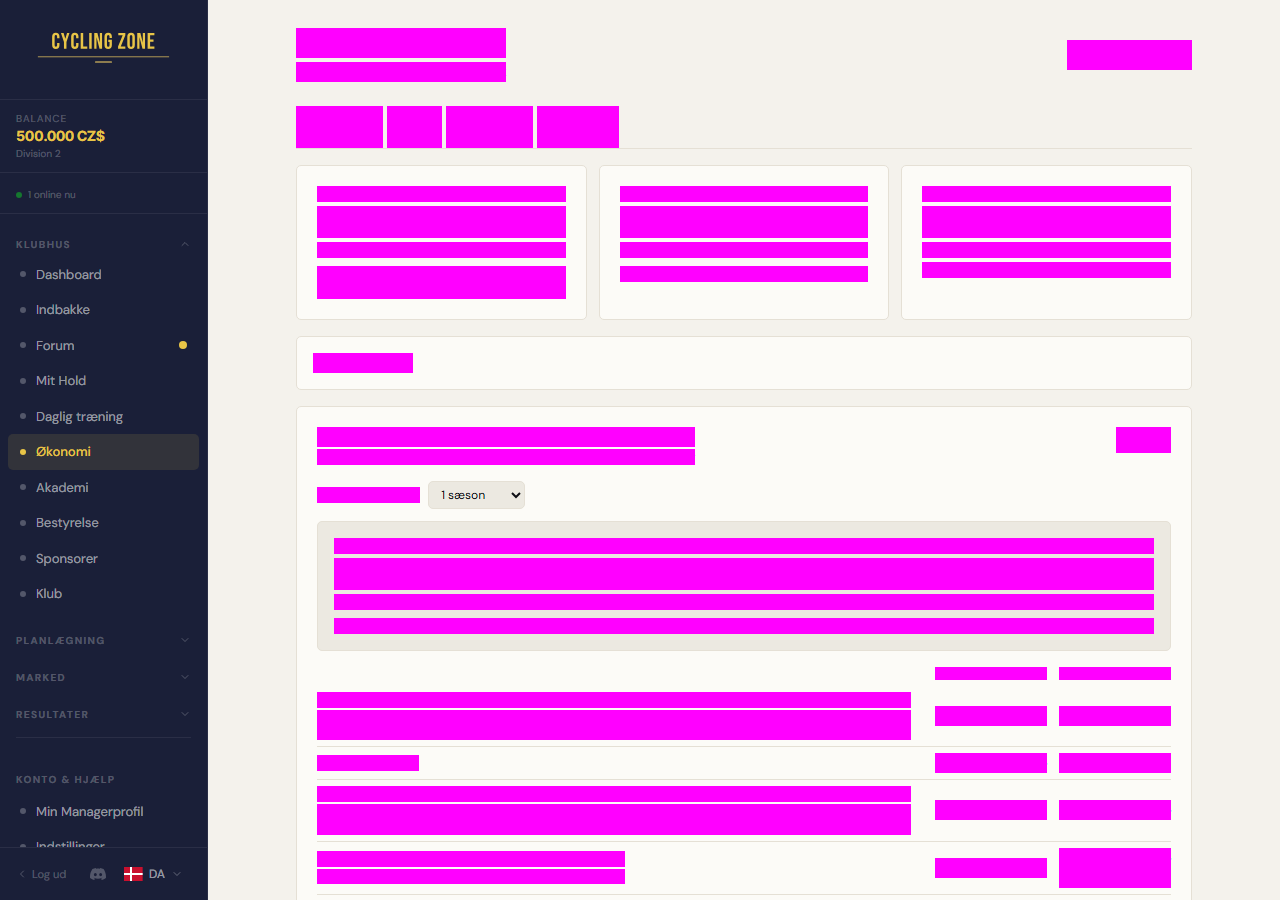 CYCLING ZONE
BALANCE
500.000 CZ$
Division 2
1 online nu
KLUBHUS
Dashboard
Indbakke
Forum
Mit Hold
Daglig træning
Økonomi
Akademi
Bestyrelse
Sponsorer
Klub
PLANLÆGNING
MARKED
RESULTATER
KONTO & HJÆLP
Min Managerprofil
Indstillinger
Log ud
DA
1 sæson